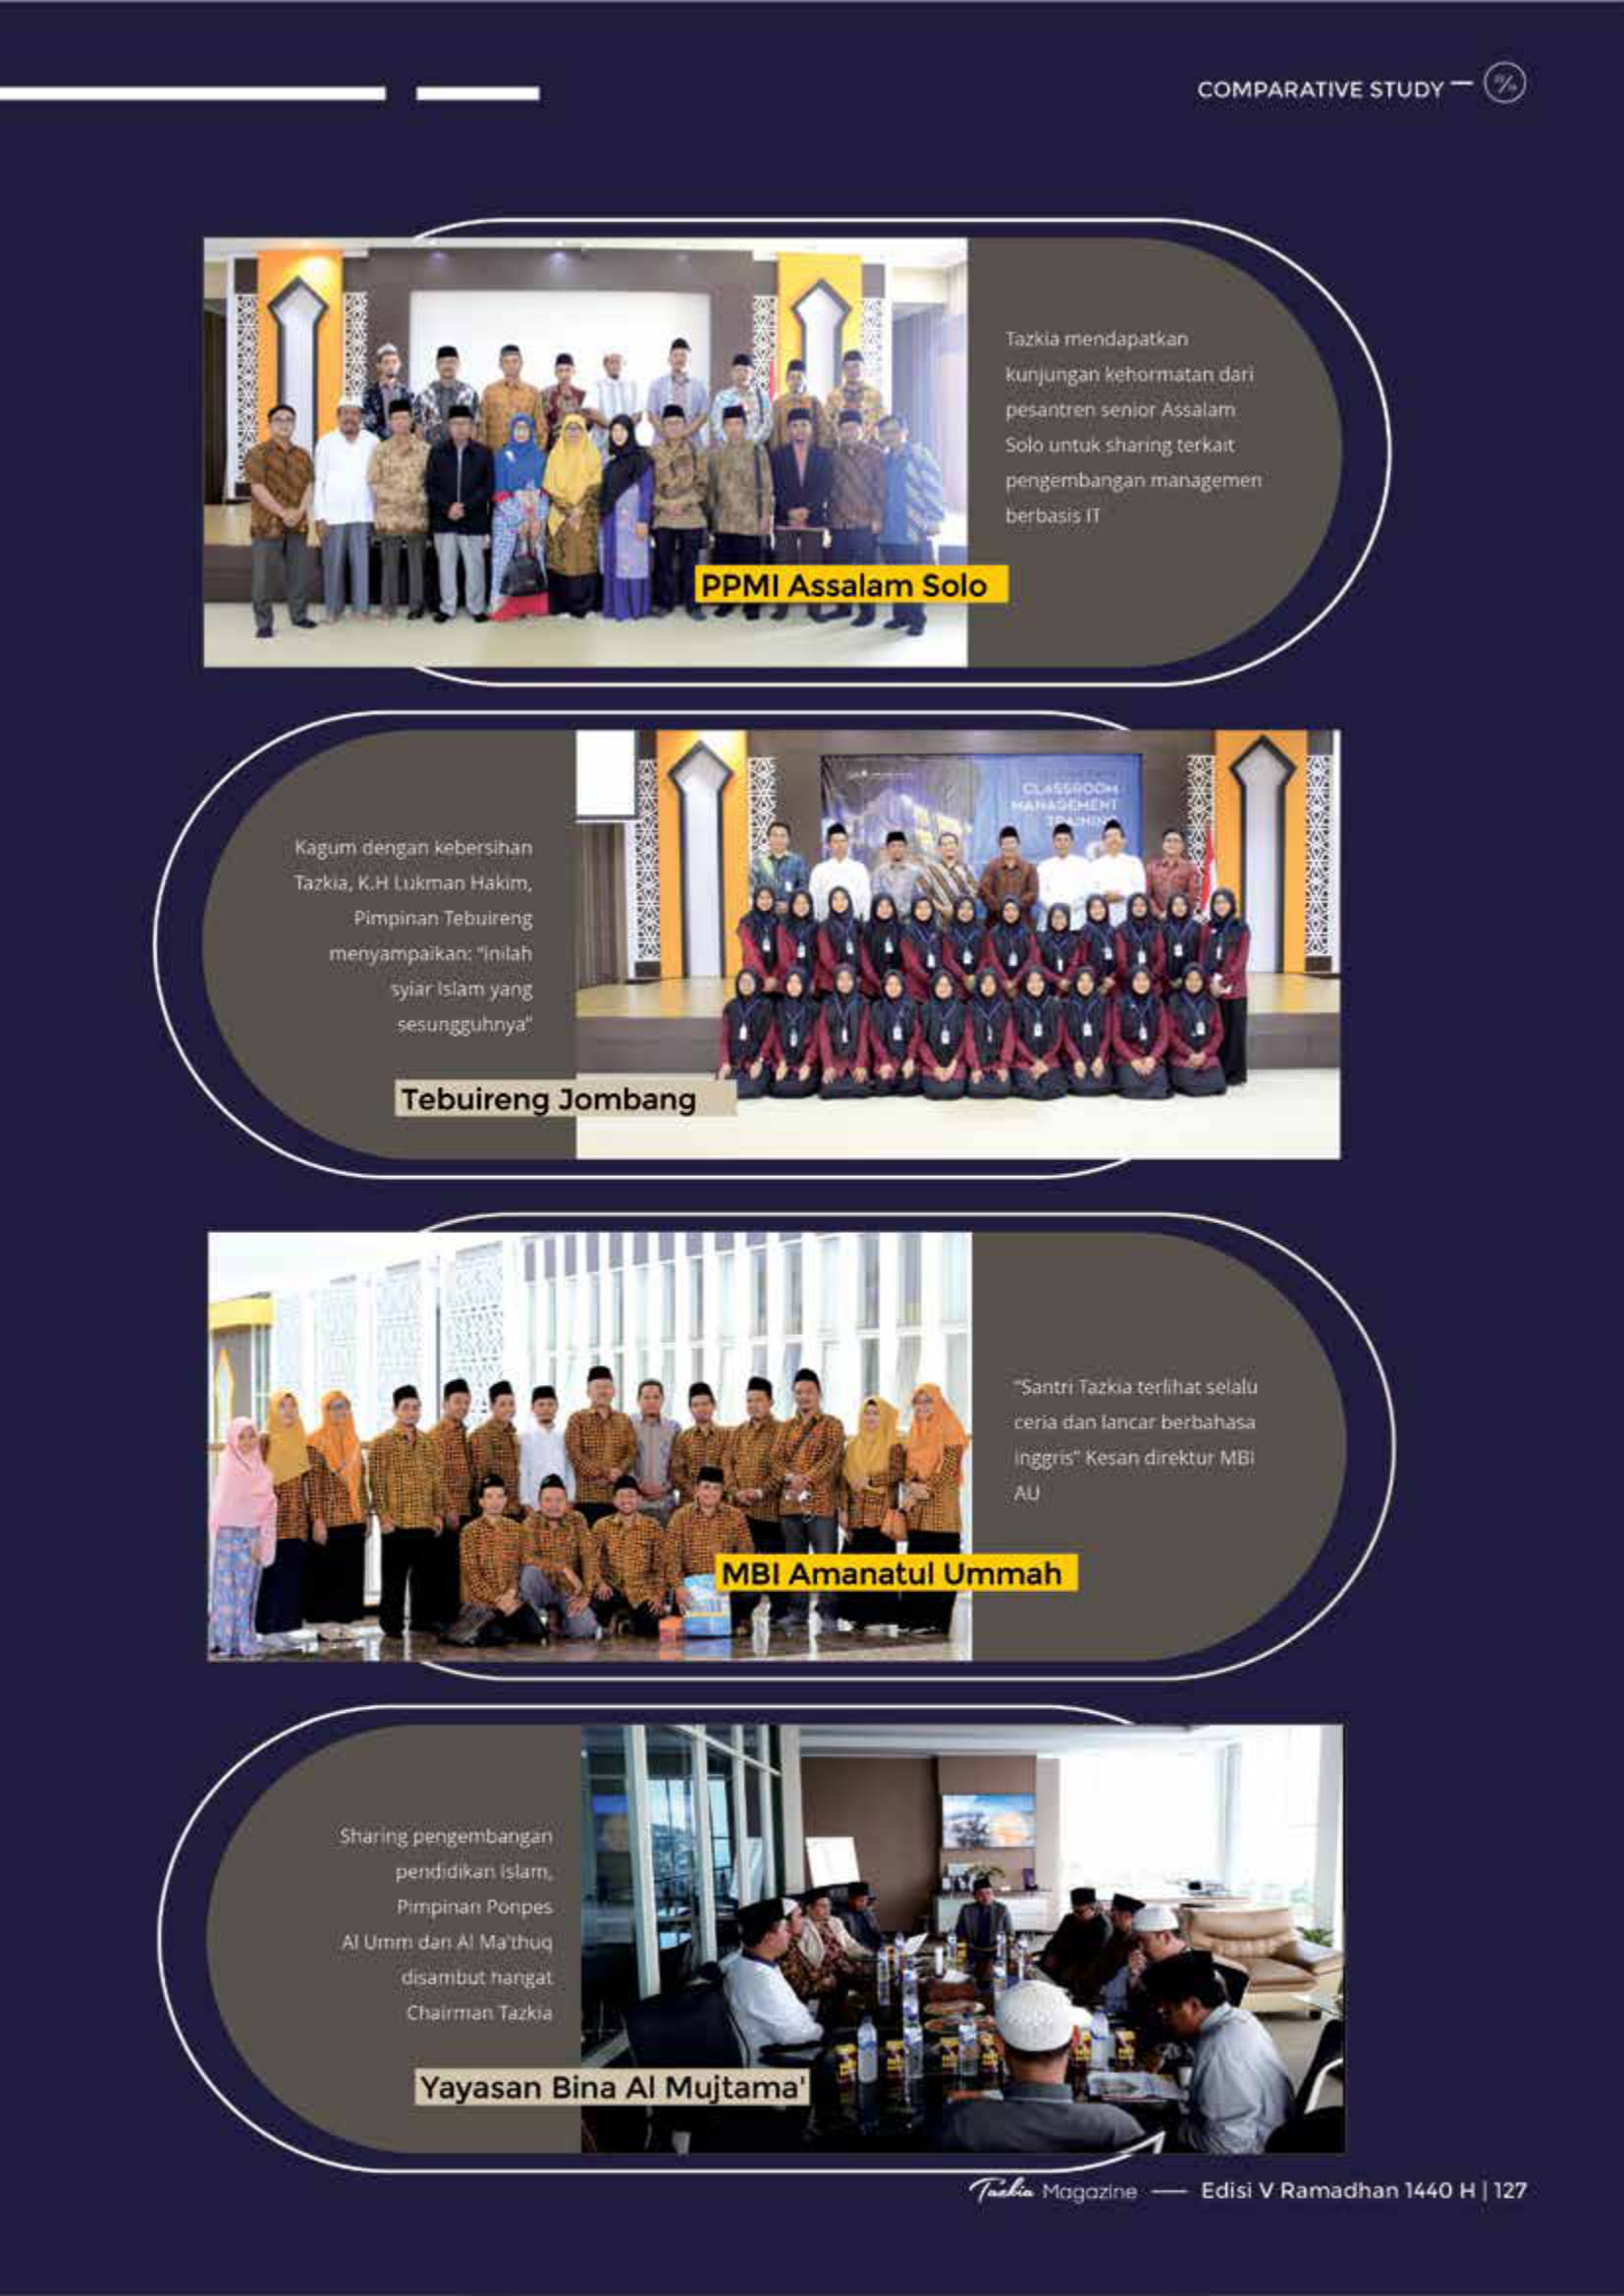 COMPARATIVE STUDY
Tazkia mendapatkan
kunjungan kehormatan dari
pesantren senior Assalam
Solo untuk sharing terkait
pengembangan managemen
berbasis IT
PPMI Assalam Solo
CLASSROOM
MANAGEMENT
TRAINING
Kagum dengan kebersihan
Tazkia, K.H Lukman Hakim,
Pimpinan Tebuireng
menyampaikan: "inilah
syiar Islam yang
sesungguhnya"
Tebuireng Jombang
"Santri Tazkia terlihat selalu
ceria dan lancar berbahasa
inggris" Kesan direktur MBI
AU
MBI Amanatul Ummah
Sharing pengembangan
pendidikan Islam,
Pimpinan Ponpes
Al Umm dan Al Ma'thuq
disambut hangat
Chairman Tazkia
Yayasan Bina Al Mujtama'
Tazkia Magazine — Edisi V Ramadhan 1440 H | 127